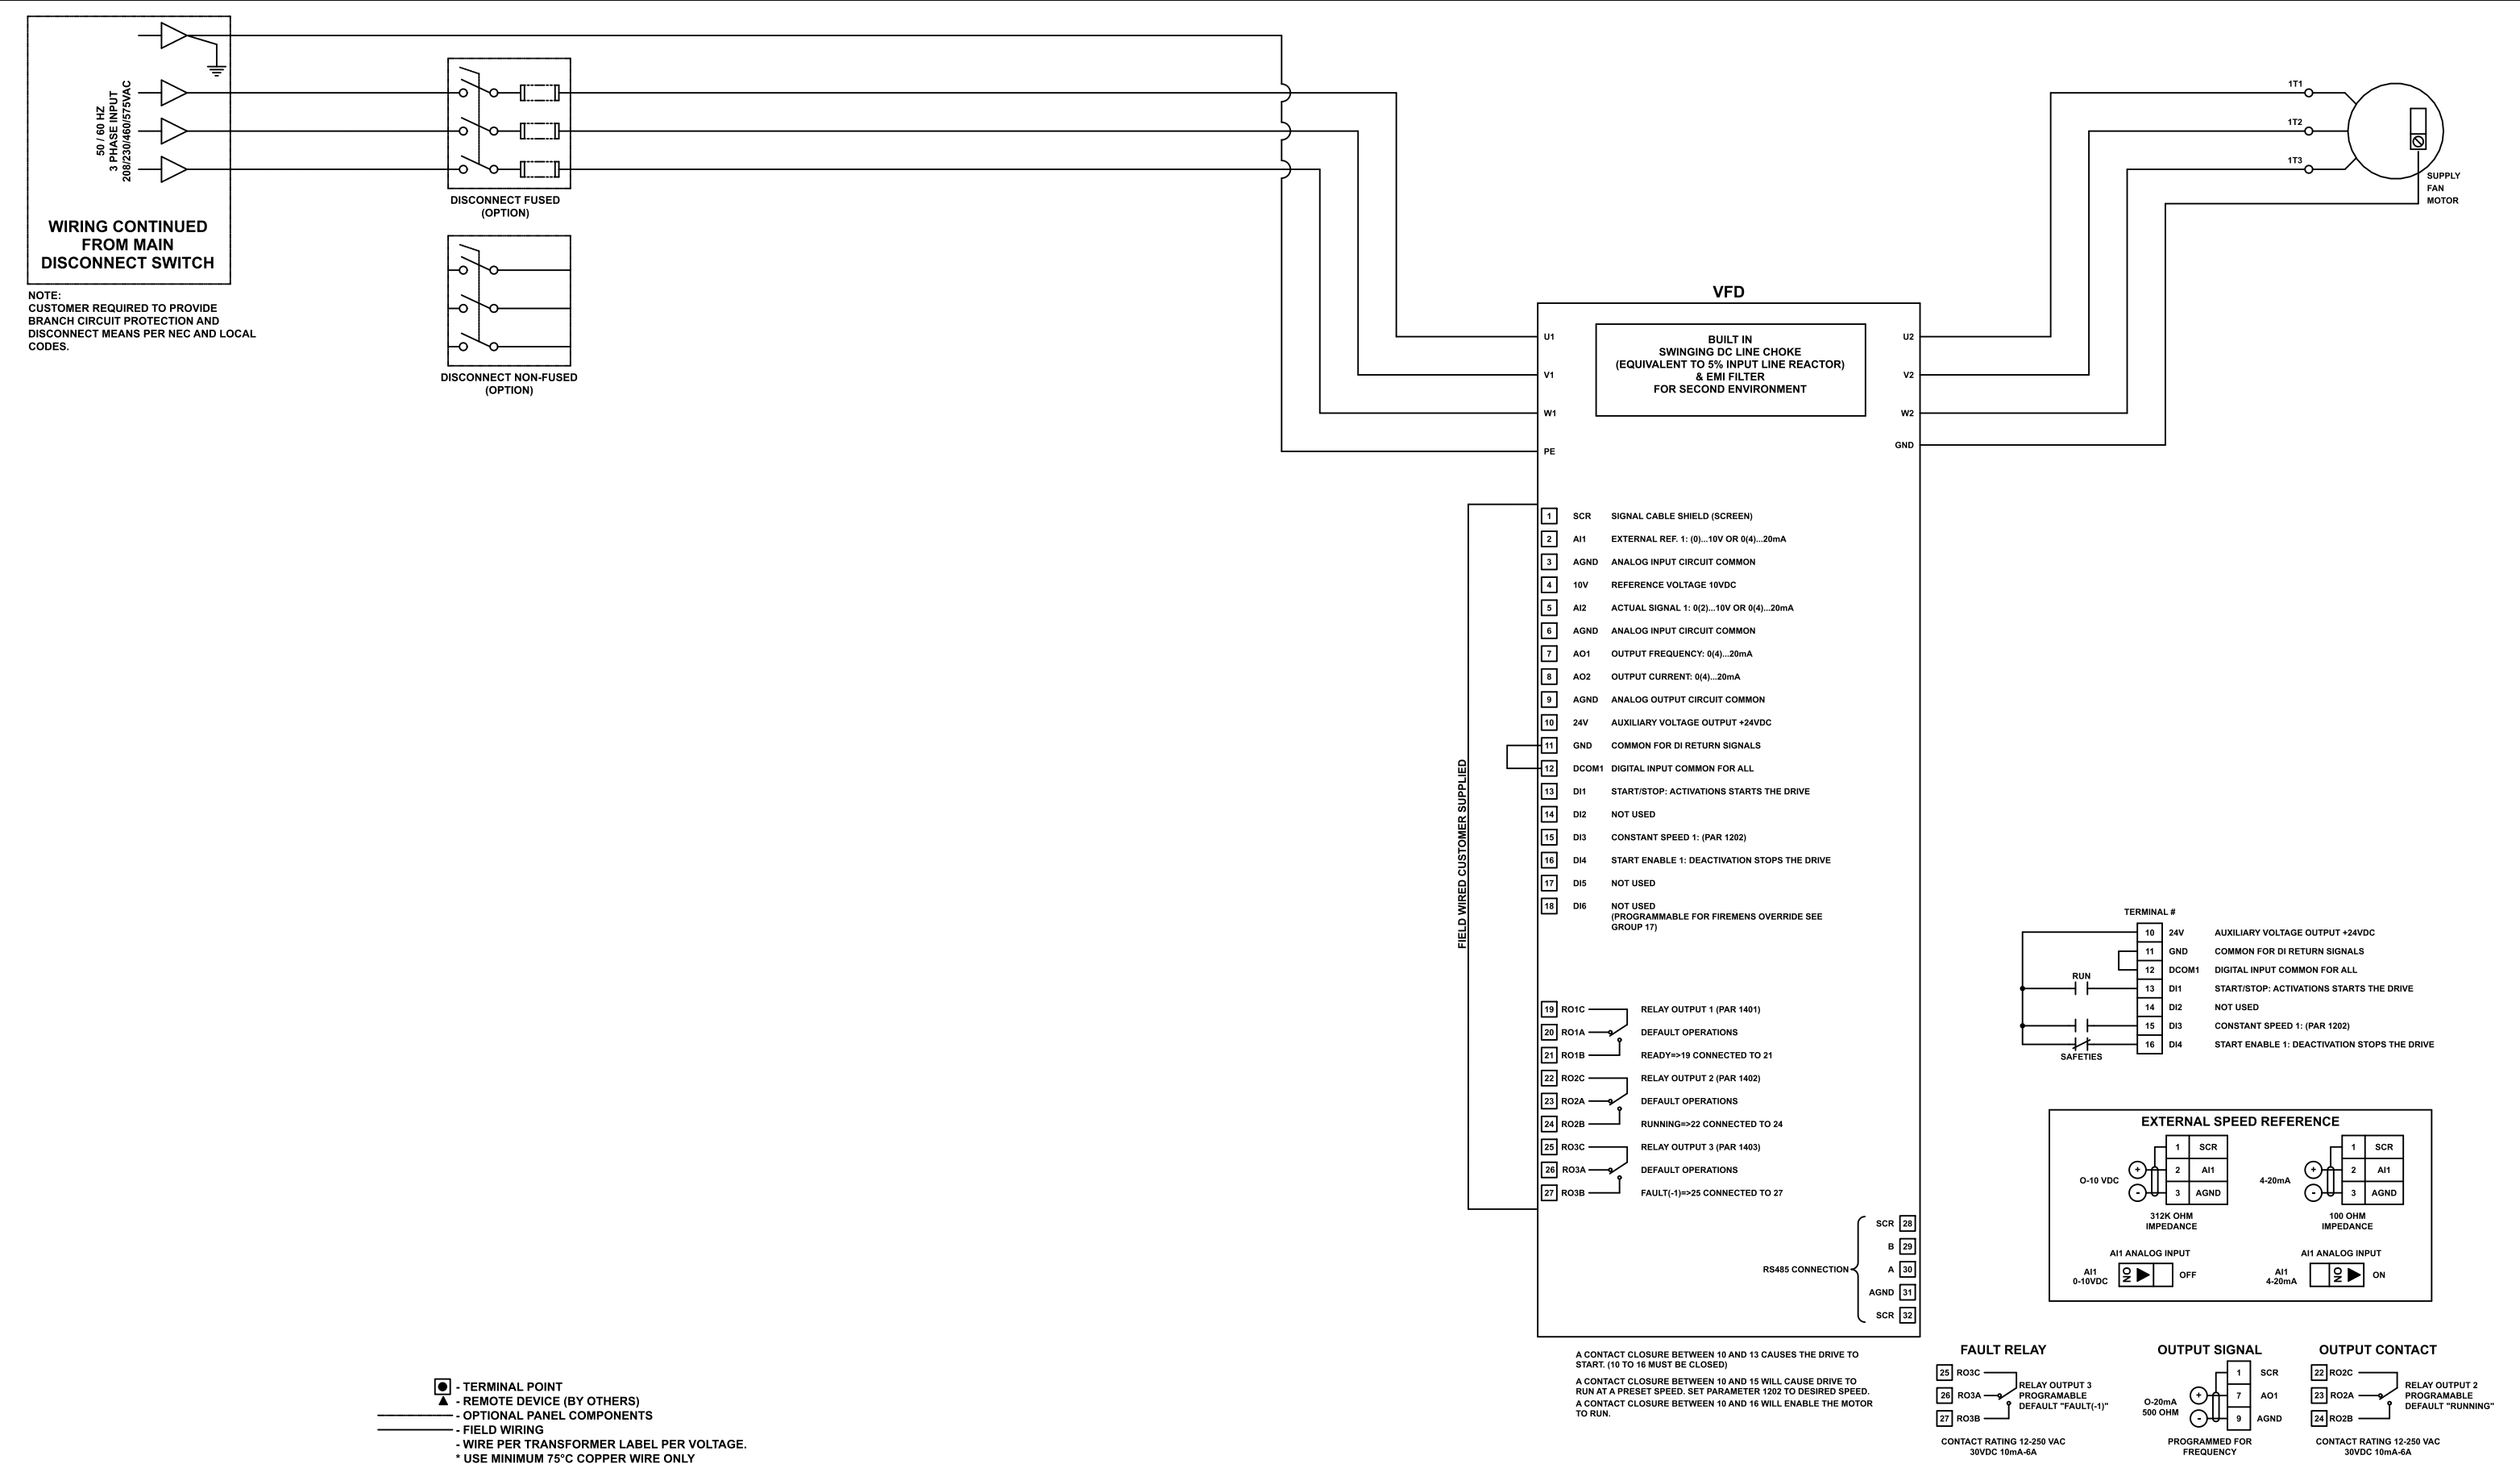 50 / 60 HZ
3 PHASE INPUT
208/230/460/575VAC
WIRING CONTINUED
FROM MAIN
DISCONNECT SWITCH
NOTE:
CUSTOMER REQUIRED TO PROVIDE
BRANCH CIRCUIT PROTECTION AND
DISCONNECT MEANS PER NEC AND LOCAL
CODES.
DISCONNECT FUSED
(OPTION)
DISCONNECT NON-FUSED
(OPTION)
1T1
1T2
1T3
SUPPLY
FAN
MOTOR
VFD
BUILT IN
SWINGING DC LINE CHOKE
(EQUIVALENT TO 5% INPUT LINE REACTOR)
& EMI FILTER
FOR SECOND ENVIRONMENT
U1
V1
W1
PE
U2
V2
W2
GND
FIELD WIRED CUSTOMER SUPPLIED
1 SCR SIGNAL CABLE SHIELD (SCREEN)
2 AI1 EXTERNAL REF. 1: (0)...10V OR 0(4)...20mA
3 AGND ANALOG INPUT CIRCUIT COMMON
4 10V REFERENCE VOLTAGE 10VDC
5 AI2 ACTUAL SIGNAL 1: 0(2)...10V OR 0(4)...20mA
6 AGND ANALOG INPUT CIRCUIT COMMON
7 AO1 OUTPUT FREQUENCY: 0(4)...20mA
8 AO2 OUTPUT CURRENT: 0(4)...20mA
9 AGND ANALOG OUTPUT CIRCUIT COMMON
10 24V AUXILIARY VOLTAGE OUTPUT +24VDC
11 GND COMMON FOR DI RETURN SIGNALS
12 DCOM1 DIGITAL INPUT COMMON FOR ALL
13 DI1 START/STOP: ACTIVATIONS STARTS THE DRIVE
14 DI2 NOT USED
15 DI3 CONSTANT SPEED 1: (PAR 1202)
16 DI4 START ENABLE 1: DEACTIVATION STOPS THE DRIVE
17 DI5 NOT USED
18 DI6 NOT USED
(PROGRAMMABLE FOR FIREMENS OVERRIDE SEE
GROUP 17)
19 RO1C RELAY OUTPUT 1 (PAR 1401)
20 RO1A DEFAULT OPERATIONS
21 RO1B READY=>19 CONNECTED TO 21
22 RO2C RELAY OUTPUT 2 (PAR 1402)
23 RO2A DEFAULT OPERATIONS
24 RO2B RUNNING=>22 CONNECTED TO 24
25 RO3C RELAY OUTPUT 3 (PAR 1403)
26 RO3A DEFAULT OPERATIONS
27 RO3B FAULT(-1)=>25 CONNECTED TO 27
RS485 CONNECTION
SCR 28
B 29
A 30
AGND 31
SCR 32
A CONTACT CLOSURE BETWEEN 10 AND 13 CAUSES THE DRIVE TO
START. (10 TO 16 MUST BE CLOSED)
A CONTACT CLOSURE BETWEEN 10 AND 15 WILL CAUSE DRIVE TO
RUN AT A PRESET SPEED. SET PARAMETER 1202 TO DESIRED SPEED.
A CONTACT CLOSURE BETWEEN 10 AND 16 WILL ENABLE THE MOTOR
TO RUN.
TERMINAL #
10 24V AUXILIARY VOLTAGE OUTPUT +24VDC
11 GND COMMON FOR DI RETURN SIGNALS
12 DCOM1 DIGITAL INPUT COMMON FOR ALL
RUN
13 DI1 START/STOP: ACTIVATIONS STARTS THE DRIVE
14 DI2 NOT USED
15 DI3 CONSTANT SPEED 1: (PAR 1202)
16 DI4 START ENABLE 1: DEACTIVATION STOPS THE DRIVE
SAFETIES
EXTERNAL SPEED REFERENCE
O-10 VDC
+
-
1 SCR
2 AI1
3 AGND
312K OHM
IMPEDANCE
AI1 ANALOG INPUT
AI1
0-10VDC
ON
OFF
4-20mA
+
-
1 SCR
2 AI1
3 AGND
100 OHM
IMPEDANCE
AI1 ANALOG INPUT
AI1
4-20mA
ON
ON
FAULT RELAY
25 RO3C
26 RO3A
27 RO3B
RELAY OUTPUT 3
PROGRAMABLE
DEFAULT "FAULT(-1)"
CONTACT RATING 12-250 VAC
30VDC 10mA-6A
OUTPUT SIGNAL
O-20mA
500 OHM
+
-
1 SCR
7 AO1
9 AGND
PROGRAMMED FOR
FREQUENCY
OUTPUT CONTACT
22 RO2C
23 RO2A
24 RO2B
RELAY OUTPUT 2
PROGRAMABLE
DEFAULT "RUNNING"
CONTACT RATING 12-250 VAC
30VDC 10mA-6A
- TERMINAL POINT
- REMOTE DEVICE (BY OTHERS)
- OPTIONAL PANEL COMPONENTS
- FIELD WIRING
- WIRE PER TRANSFORMER LABEL PER VOLTAGE.
* USE MINIMUM 75°C COPPER WIRE ONLY